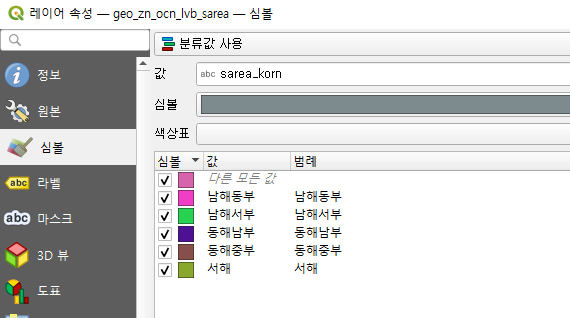 레이어 속성 — geo_zn_ocn_lvb_sarea — 심볼
정보
원본
심볼
abc 라벨
abc 마스크
3D 뷰
도표
분류값 사용
값 abc sarea_korn
심볼
색상표
심볼 값 범례
다른 모든 값
남해동부 남해동부
남해서부 남해서부
동해남부 동해남부
동해중부 동해중부
서해 서해